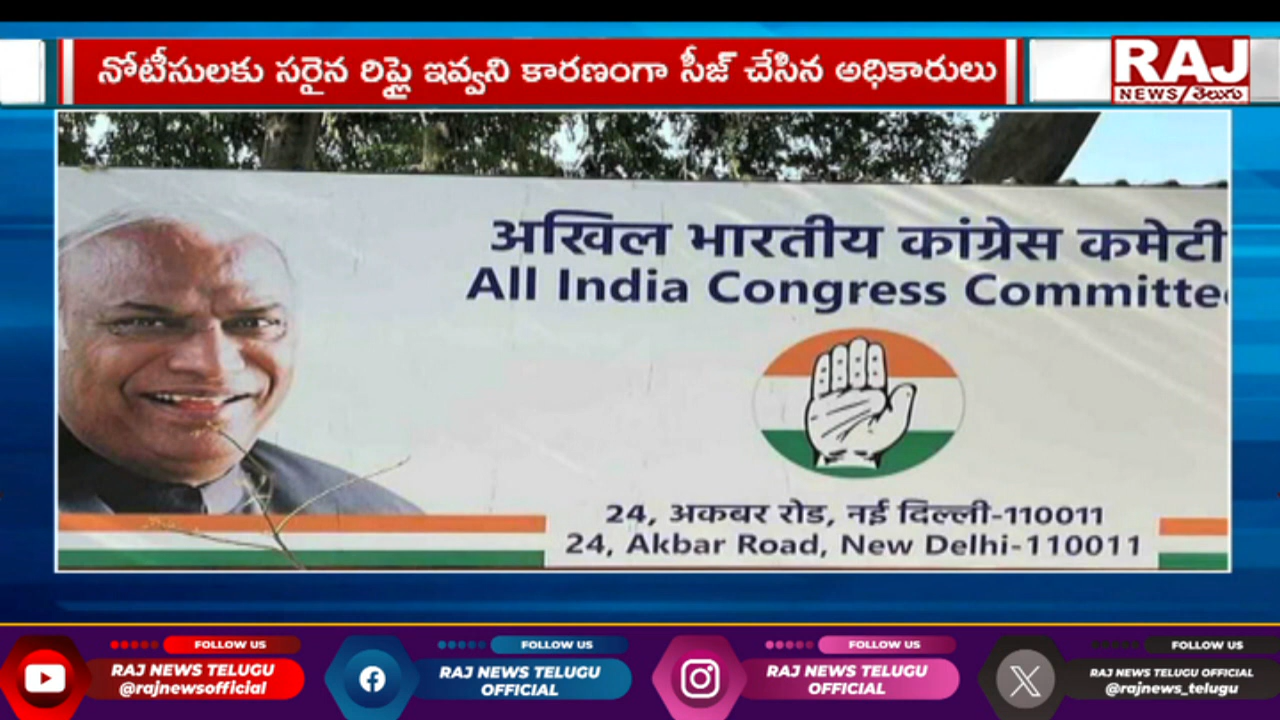 నోటీసులకు సరైన రిప్లై ఇవ్వని కారణంగా సీజ్ చేసిన అధికారులు
RAJ
NEWS తెలుగు
अखिल भारतीय कांग्रेस कमेटी
All India Congress Committe
24, अकबर रोड, नई दिल्ली-110011
24, Akbar Road, New Delhi-110011
FOLLOW US
RAJ NEWS TELUGU
@rajnewsofficial
FOLLOW US
RAJ NEWS TELUGU
OFFICIAL
FOLLOW US
RAJ NEWS TELUGU
OFFICIAL
FOLLOW US
RAJ NEWS TELUGU OFFICIAL
@rajnews_telugu